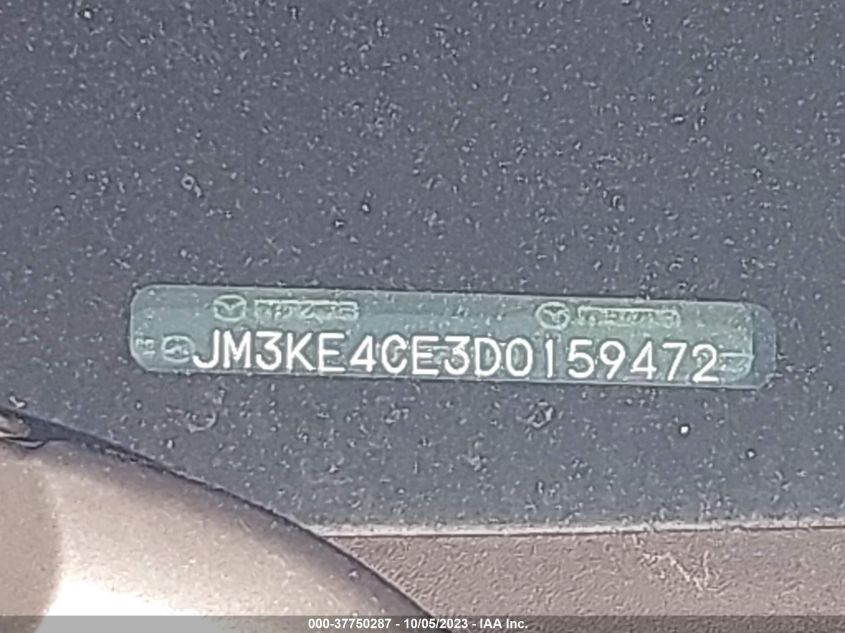 JM3KE4CE3D0159472
000-37750287 - 10/05/2023 - IAA Inc.